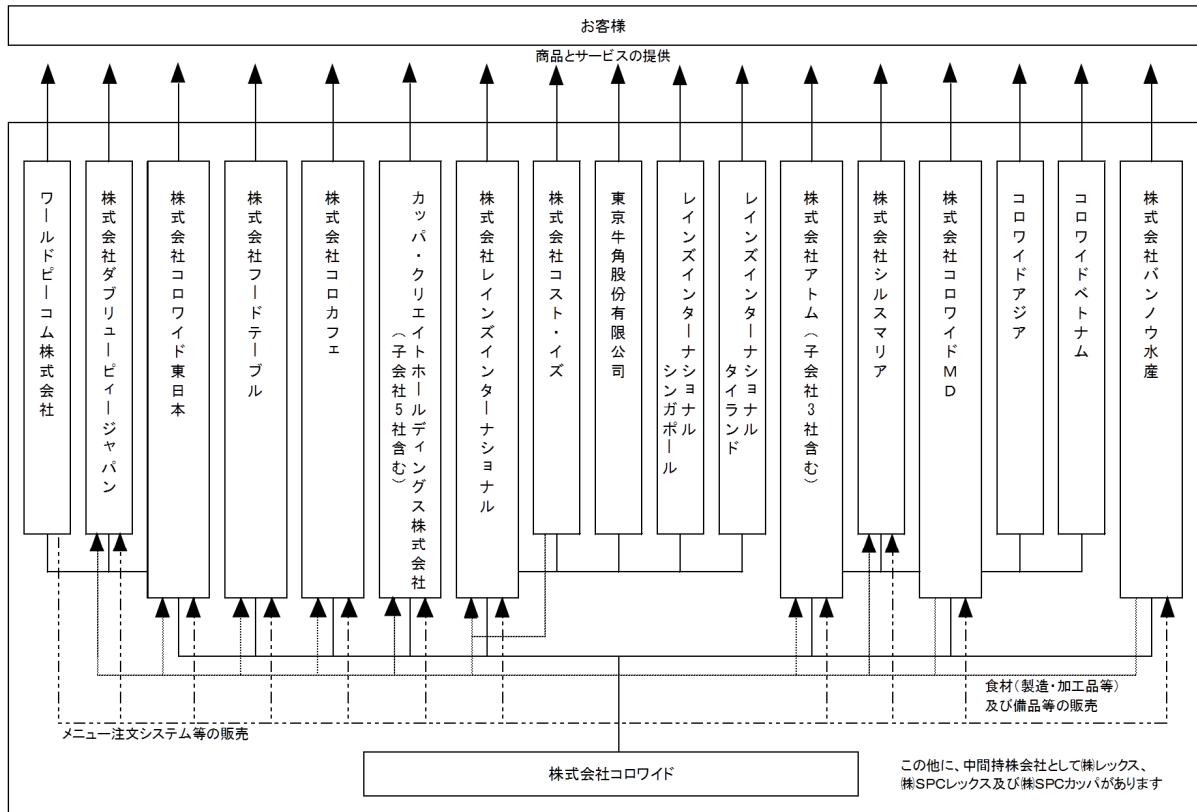 お客様
商品とサービスの提供
ワールドピーコム株式会社
株式会社ダブリューピィージャパン
株式会社コロワイド東日本
株式会社フードテーブル
株式会社コロカフェ
カッパ・クリエイトホールディングス株式会社
（子会社5社含む）
株式会社レインズインターナショナル
株式会社コスト・イズ
東京牛角股份有限公司
レインズインターナショナル
シンガポール
レインズインターナショナル
タイランド
株式会社アトム（子会社3社含む）
株式会社シルスマリア
株式会社コロワイドＭＤ
コロワイドアジア
コロワイドベトナム
株式会社バンノウ水産
食材（製造・加工品等）
及び備品等の販売
メニュー注文システム等の販売
株式会社コロワイド
この他に、中間持株会社として㈱レックス、
㈱SPCレックス及び㈱SPCカッパがあります